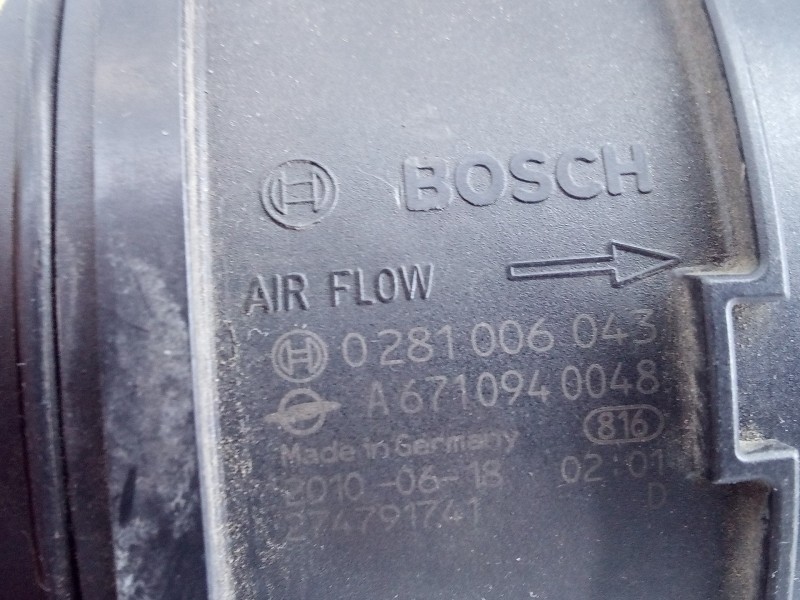 BOSCH
AIR FLOW
0 281 006 043
A 671 094 0048
Made in Germany 816
2010-06-18 02:01
274791741 D